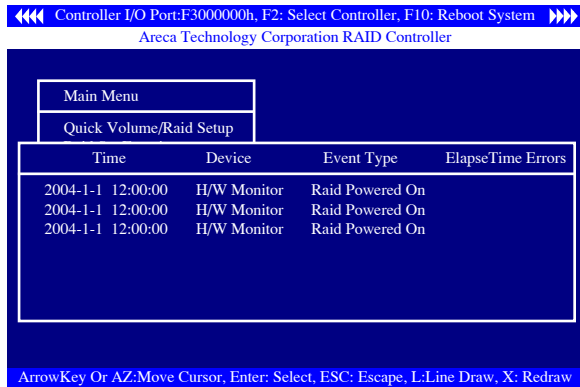 Controller I/O Port:F3000000h, F2: Select Controller, F10: Reboot System
Areca Technology Corporation RAID Controller
Main Menu
Quick Volume/Raid Setup
Time Device Event Type ElapseTime Errors
2004-1-1 12:00:00 H/W Monitor Raid Powered On
2004-1-1 12:00:00 H/W Monitor Raid Powered On
2004-1-1 12:00:00 H/W Monitor Raid Powered On
ArrowKey Or AZ:Move Cursor, Enter: Select, ESC: Escape, L:Line Draw, X: Redraw